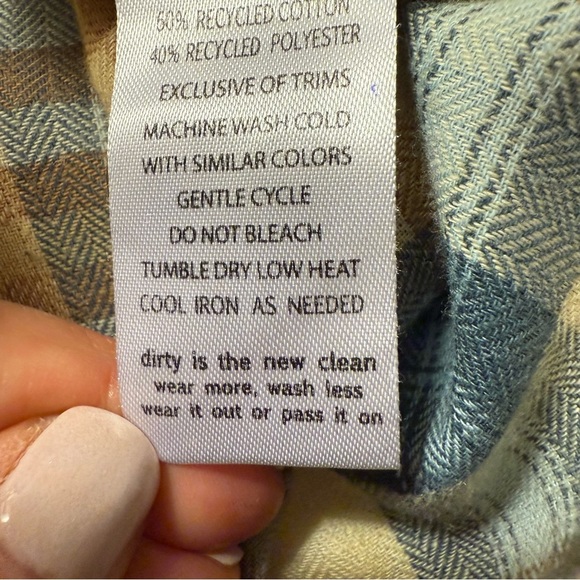 60% RECYCLED COTTON
40% RECYCLED POLYESTER
EXCLUSIVE OF TRIMS
MACHINE WASH COLD
WITH SIMILAR COLORS
GENTLE CYCLE
DO NOT BLEACH
TUMBLE DRY LOW HEAT
COOL IRON AS NEEDED
dirty is the new clean
wear more, wash less
wear it out or pass it on